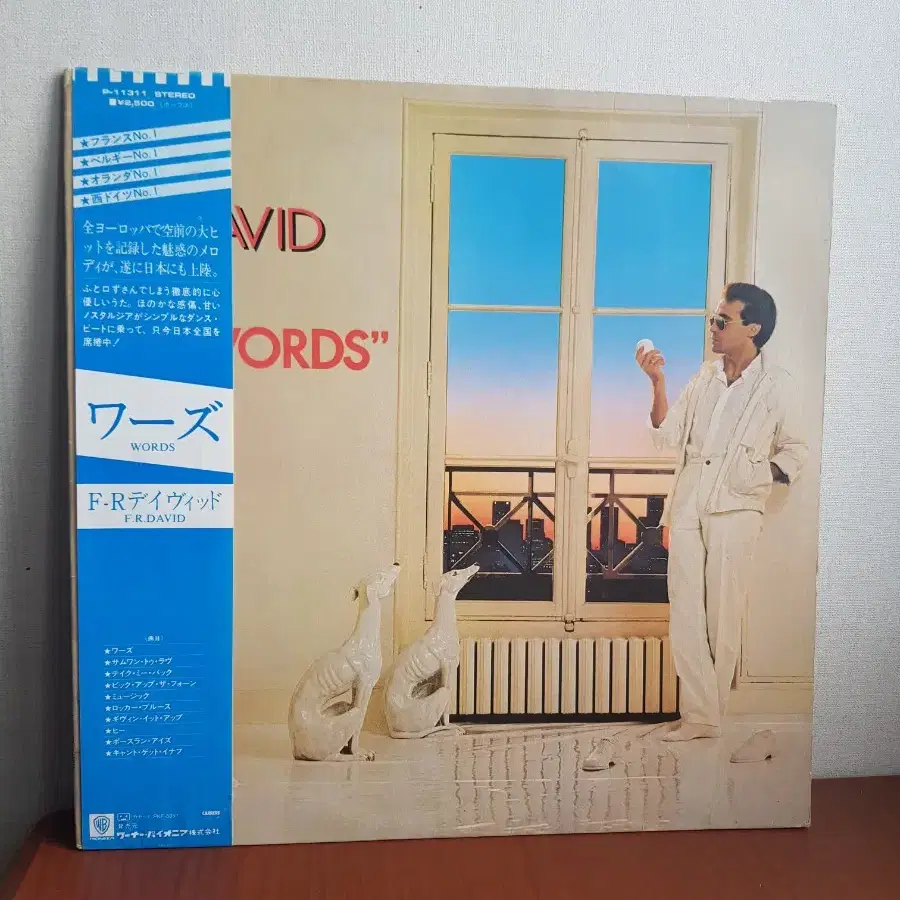 P-11311 STEREO
¥2,500
★フランスNo.1
★ベルギーNo.1
★オランダNo.1
★西ドイツNo.1
全ヨーロッパで空前の大ヒ
ットを記録した魅惑のメロ
ディが、遂に日本にも上陸。
ふと口ずさんでしまう徹底的に心
優しいうた。ほのかな感傷、甘い
ノスタルジアがシンプルなダンス・
ビートに乗って、只今日本全国を
席捲中!
ワーズ
WORDS
F-Rデイヴィッド
F.R.DAVID
★ワーズ
★サムワン・トゥ・ラヴ
★テイク・ミー・バック
★ピック・アップ・ザ・フォーン
★ミュージック
★ロッカー・ブルース
★ギヴィン・イット・アップ
★ヒー
★ポースラン・アイズ
★キャント・ゲット・イナフ
WB
ワーナー・パイオニア株式会社
AVID
WORDS”